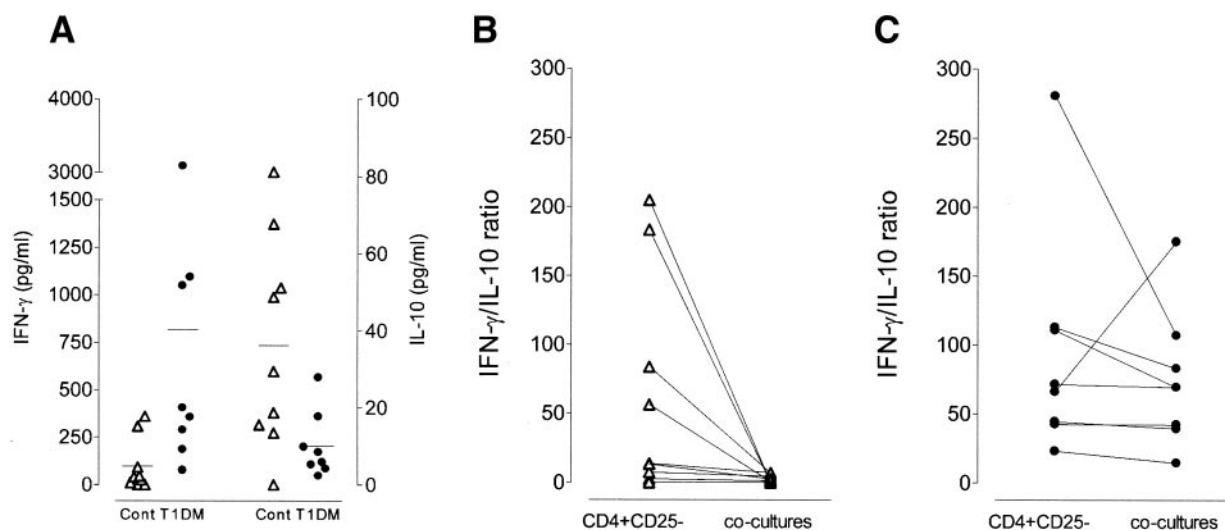 A
4000
3000
1500
1250
1000
750
500
250
0
IFN-γ (pg/ml)
100
80
60
40
20
0
IL-10 (pg/ml)
Cont T1DM
Cont T1DM
B
300
250
200
150
100
50
0
IFN-γ/IL-10 ratio
CD4+CD25-
co-cultures
C
300
250
200
150
100
50
0
IFN-γ/IL-10 ratio
CD4+CD25-
co-cultures